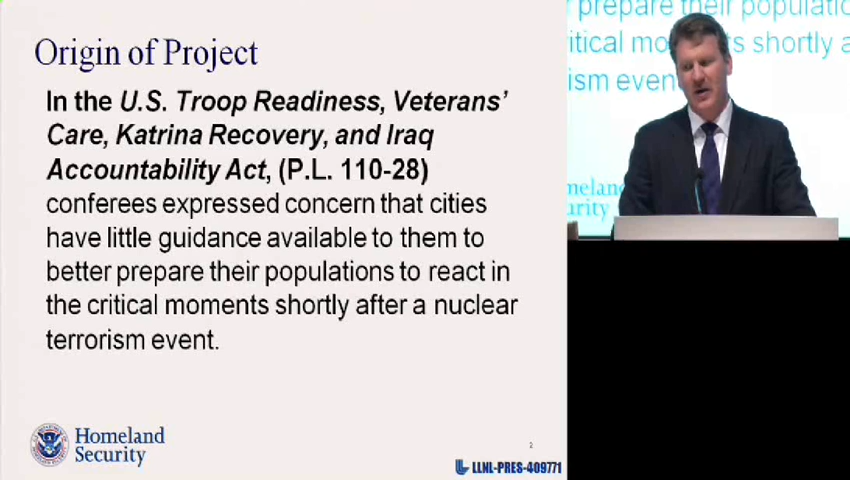 Origin of Project
In the U.S. Troop Readiness, Veterans'
Care, Katrina Recovery, and Iraq
Accountability Act, (P.L. 110-28)
conferees expressed concern that cities
have little guidance available to them to
better prepare their populations to react in
the critical moments shortly after a nuclear
terrorism event.
Homeland
Security
2
LLNL-PRES-409771
prepare their populatio
itical mo
s shortly a
ism even
meland
urity